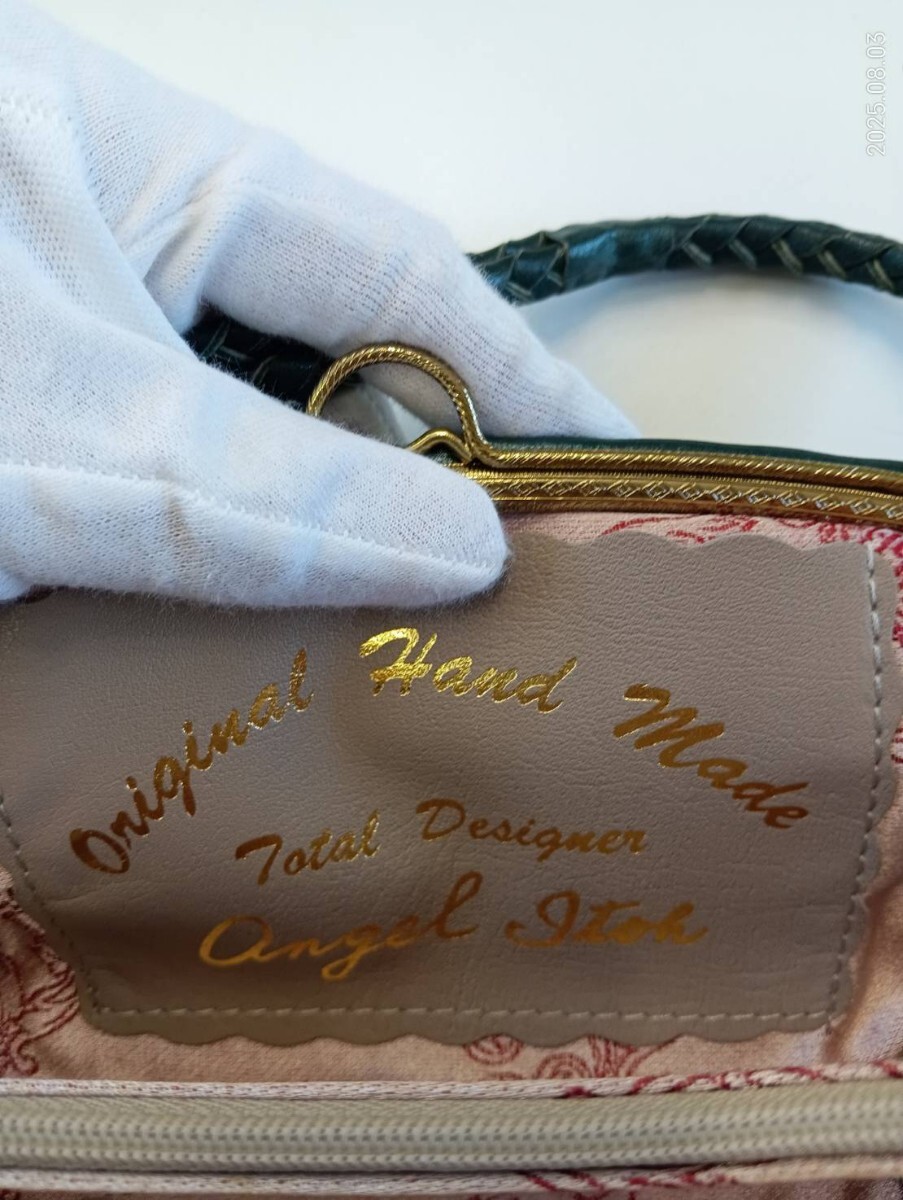 2025.08.03
Original Hand Made
Total Designer
Angel Itoh